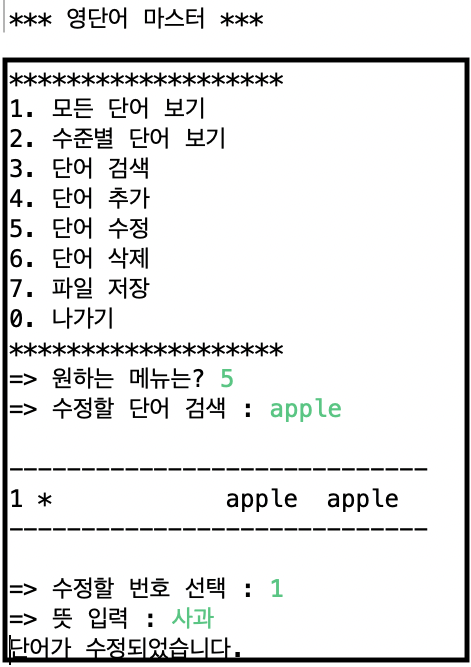 *** 영단어 마스터 ***
*******************
1. 모든 단어 보기
2. 수준별 단어 보기
3. 단어 검색
4. 단어 추가
5. 단어 수정
6. 단어 삭제
7. 파일 저장
0. 나가기
*******************
=> 원하는 메뉴는? 5
=> 수정할 단어 검색 : apple
-----------------------------
1 * apple apple
-----------------------------
=> 수정할 번호 선택 : 1
=> 뜻 입력 : 사과
단어가 수정되었습니다.